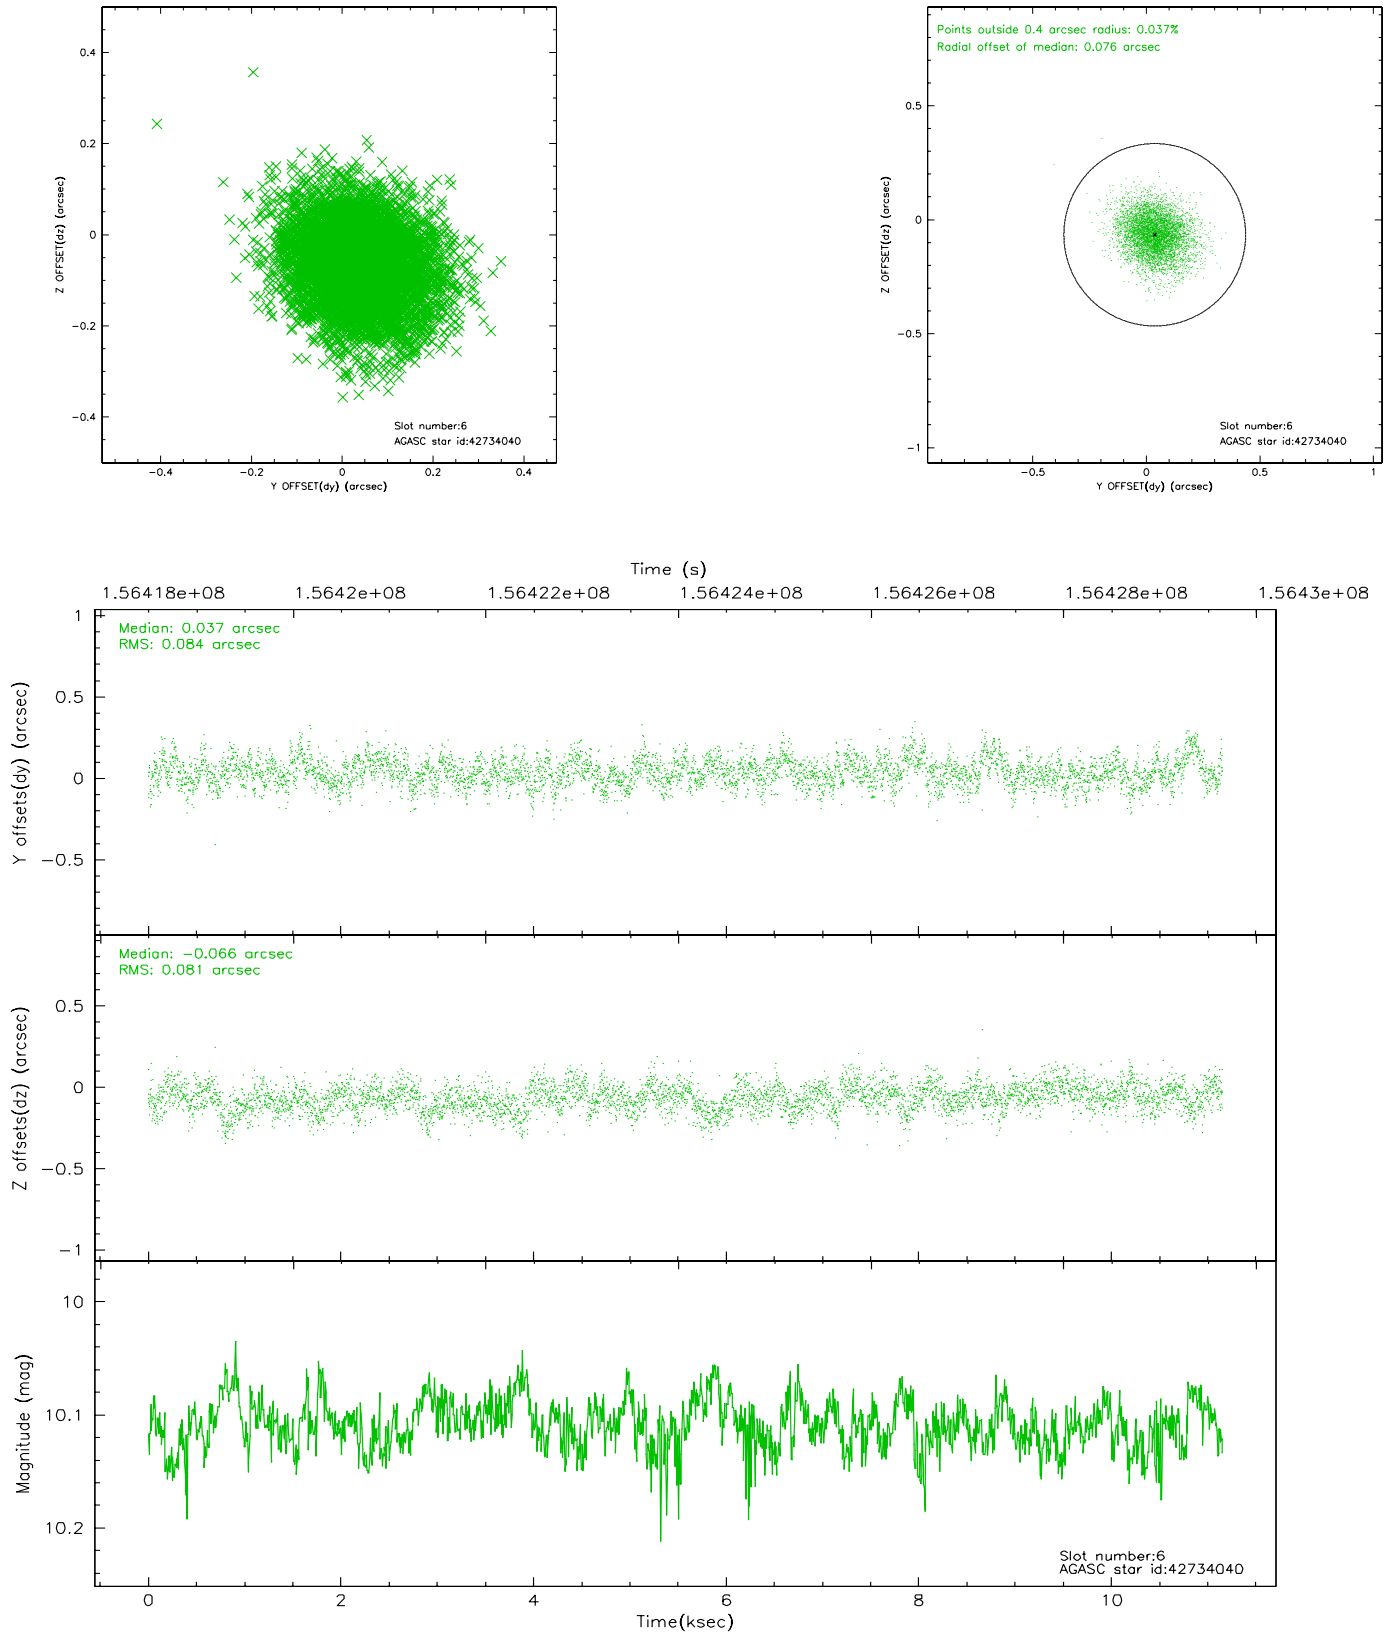 0.4
0.2
0
−0.2
−0.4
Z OFFSET(dz) (arcsec)
−0.4
−0.2
0
0.2
0.4
Y OFFSET(dy) (arcsec)
Slot number:6
AGASC star id:42734040
Points outside 0.4 arcsec radius: 0.037%
Radial offset of median: 0.076 arcsec
0.5
0
−0.5
−1
Z OFFSET(dz) (arcsec)
−0.5
0
0.5
1
Y OFFSET(dy) (arcsec)
Slot number:6
AGASC star id:42734040
Time (s)
1.56418e+08
1.5642e+08
1.56422e+08
1.56424e+08
1.56426e+08
1.56428e+08
1.5643e+08
Median: 0.037 arcsec
RMS: 0.084 arcsec
1
0.5
0
−0.5
Y offsets(dy) (arcsec)
Median: −0.066 arcsec
RMS: 0.081 arcsec
0.5
0
−0.5
−1
Z offsets(dz) (arcsec)
10
10.1
10.2
Magnitude (mag)
Slot number:6
AGASC star id:42734040
0
2
4
6
8
10
Time(ksec)